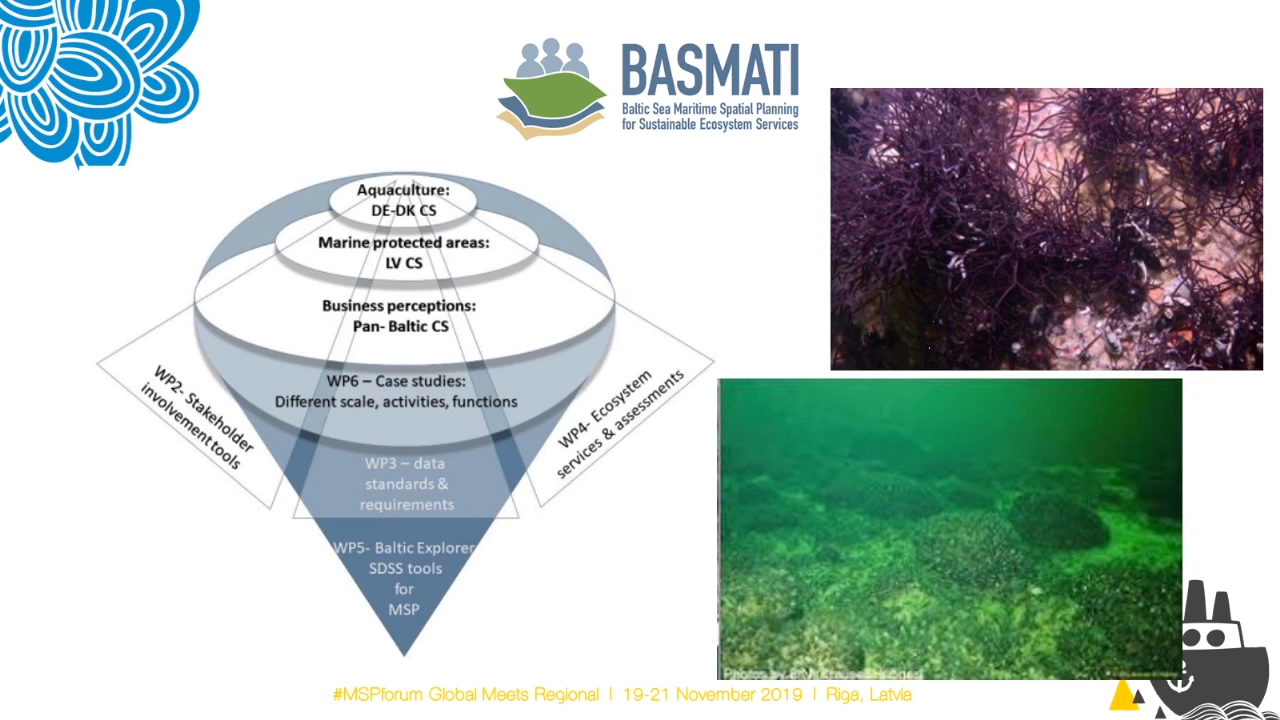 BASMATI
Baltic Sea Maritime Spatial Planning
for Sustainable Ecosystem Services
Aquaculture:
DE-DK CS
Marine protected areas:
LV CS
Business perceptions:
Pan- Baltic CS
WP6 – Case studies:
Different scale, activities, functions
WP2- Stakeholder
involvement tools
WP4- Ecosystem
services & assessments
WP3 – data
standards &
requirements
WP5- Baltic Explorer
SDSS tools
for
MSP
Photos by
#MSPforum Global Meets Regional | 19-21 November 2019 | Riga, Latvia